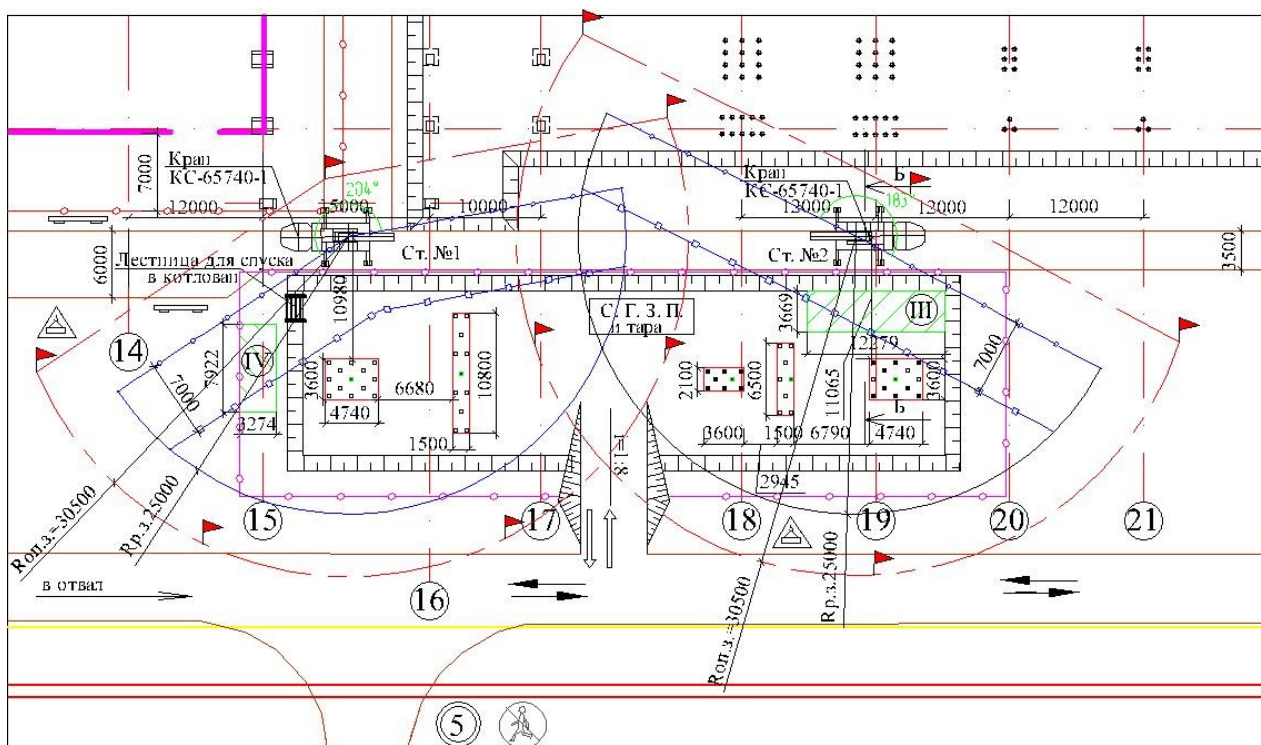 Кран
КС-65740-1
7000
204°
12000
5000
10000
Кран
КС-65740-1
Б
183°
12000
12000
12000
3500
6000
Лестница для спуска
в котлован
Ст. №1
Ст. №2
10980
С. Г. З. П.
и тара
3669
III
12279
7000
14
IV
7922
7000
3274
3600
4740
6680
10800
1500
2100
6500
11065
3600
Б
3600
1500
6790
4740
2945
i=1:8
15
17
18
19
20
21
16
Rоп.з.=30500
Rр.з.25000
Rоп.з.=30500
Rр.з.25000
в отвал
5